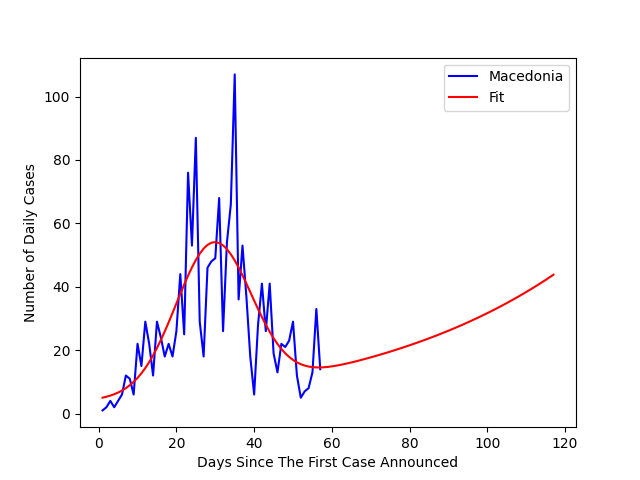 Macedonia
Fit
Number of Daily Cases
100
80
60
40
20
0
0 20 40 60 80 100 120
Days Since The First Case Announced